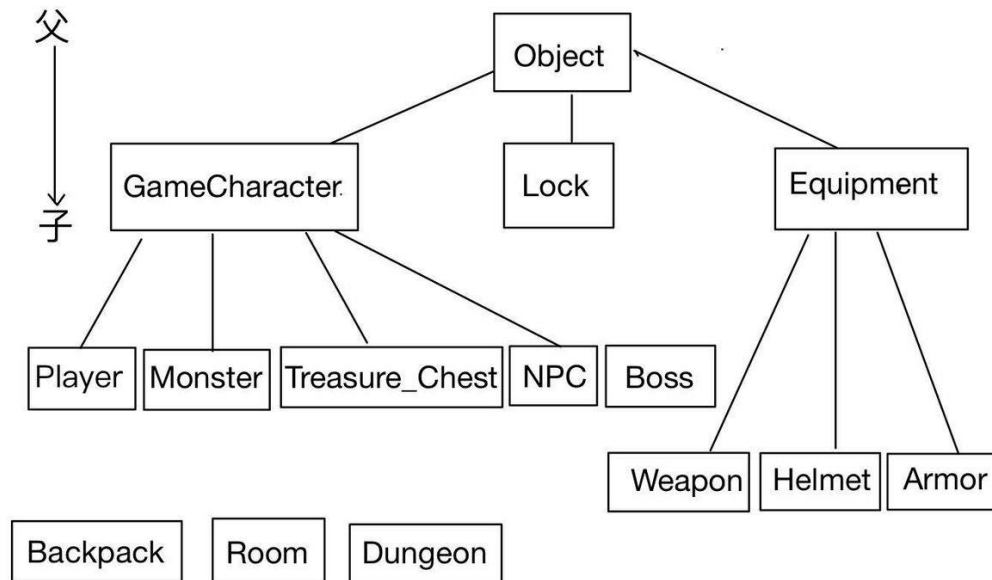 父
子
Object
GameCharacter
Lock
Equipment
Player
Monster
Treasure_Chest
NPC
Boss
Weapon
Helmet
Armor
Backpack
Room
Dungeon